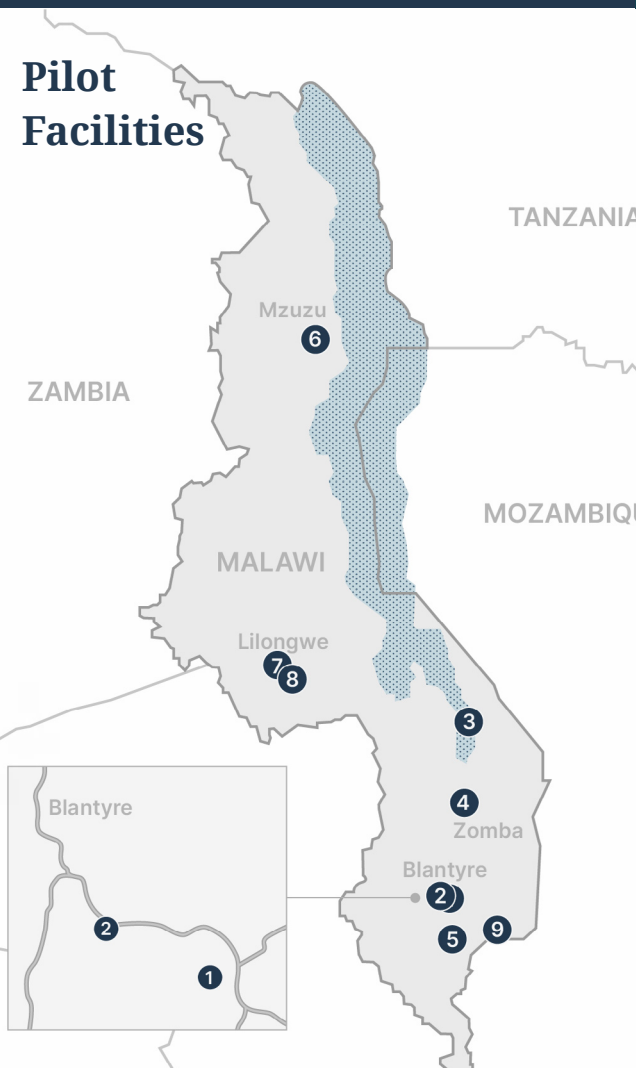 Pilot
Facilities
TANZANIA
Mzuzu
6
ZAMBIA
MOZAMBIQU
MALAWI
Lilongwe
7
8
3
4
Zomba
Blantyre
2
5
9
Blantyre
2
1